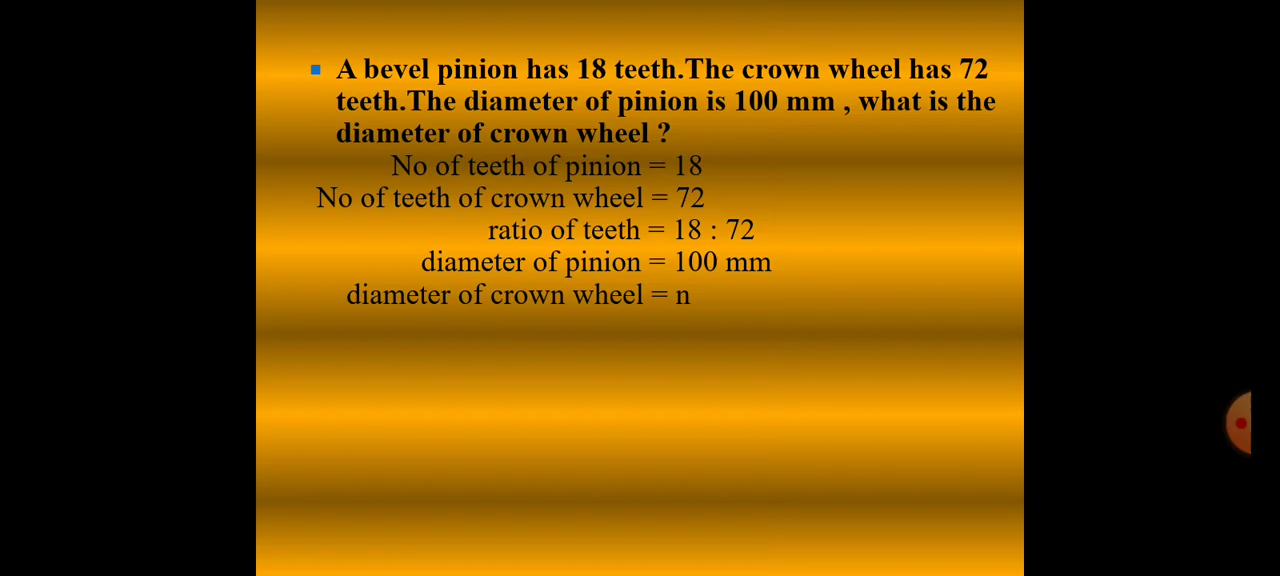 A bevel pinion has 18 teeth.The crown wheel has 72
teeth.The diameter of pinion is 100 mm , what is the
diameter of crown wheel ?
No of teeth of pinion = 18
No of teeth of crown wheel = 72
ratio of teeth = 18 : 72
diameter of pinion = 100 mm
diameter of crown wheel = n